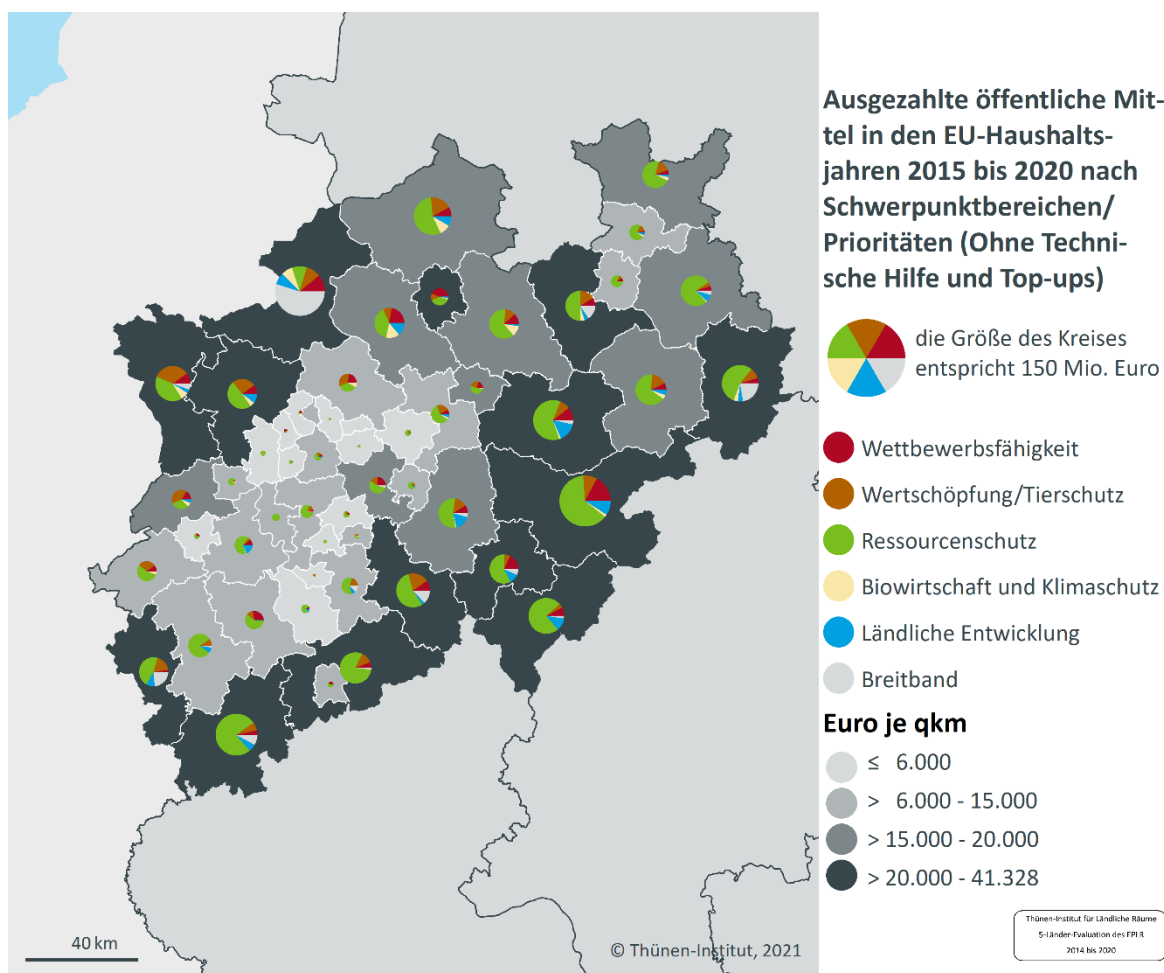 Ausgezahlte öffentliche Mit-
tel in den EU-Haushalts-
jahren 2015 bis 2020 nach
Schwerpunktbereichen/
Prioritäten (Ohne Techni-
sche Hilfe und Top-ups)
die Größe des Kreises
entspricht 150 Mio. Euro
Wettbewerbsfähigkeit
Wertschöpfung/Tierschutz
Ressourcenschutz
Biowirtschaft und Klimaschutz
Ländliche Entwicklung
Breitband
Euro je qkm
≤ 6.000
> 6.000 - 15.000
> 15.000 - 20.000
> 20.000 - 41.328
40 km
© Thünen-Institut, 2021
Thünen-Institut für Ländliche Räume
5-Länder-Evaluation des EPLR
2014 bis 2020